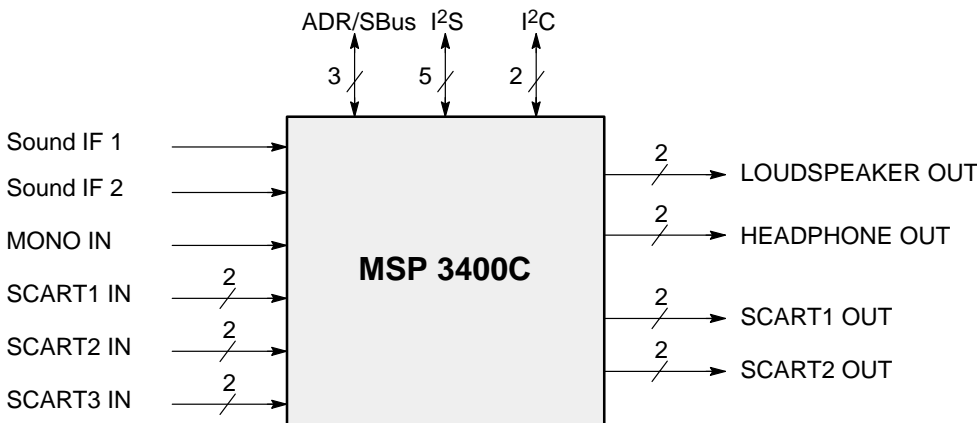 ADR/SBus I²S I²C
3 5 2
Sound IF 1
Sound IF 2
MONO IN
SCART1 IN 2
SCART2 IN 2
SCART3 IN 2
MSP 3400C
2 LOUDSPEAKER OUT
2 HEADPHONE OUT
2 SCART1 OUT
2 SCART2 OUT